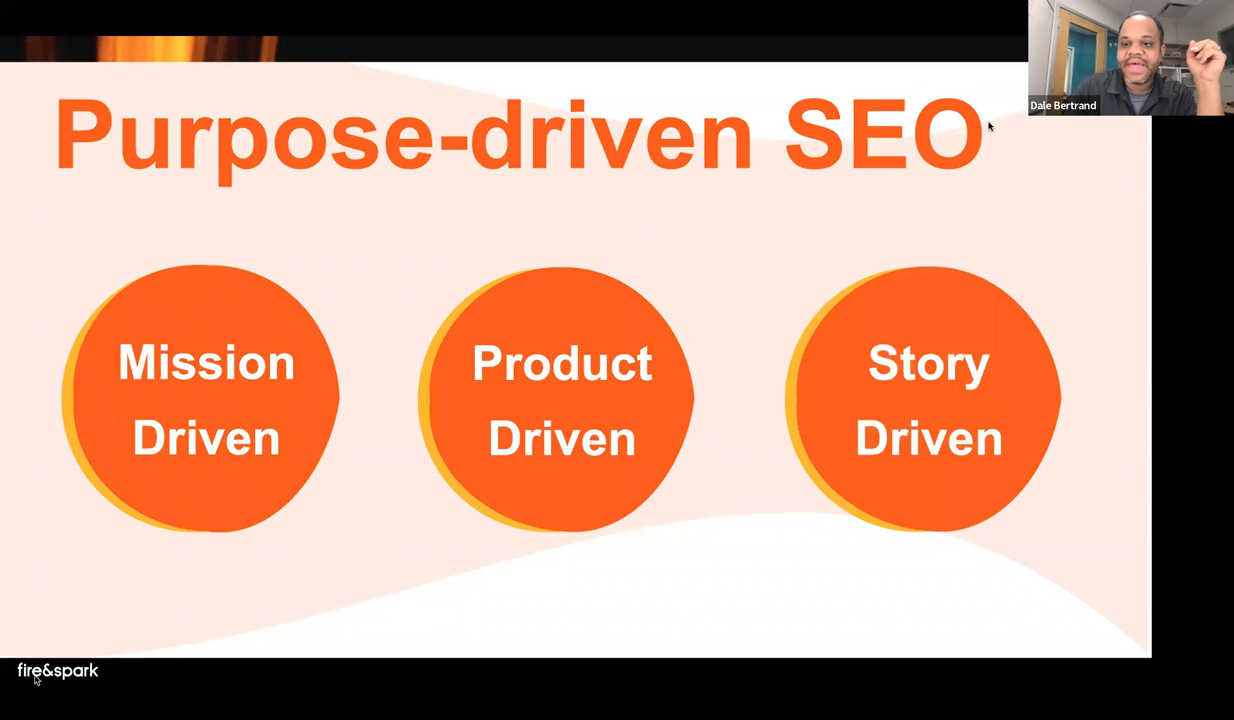 Purpose-driven SEO
Dale Bertrand
Mission
Driven
Product
Driven
Story
Driven
fire&spark